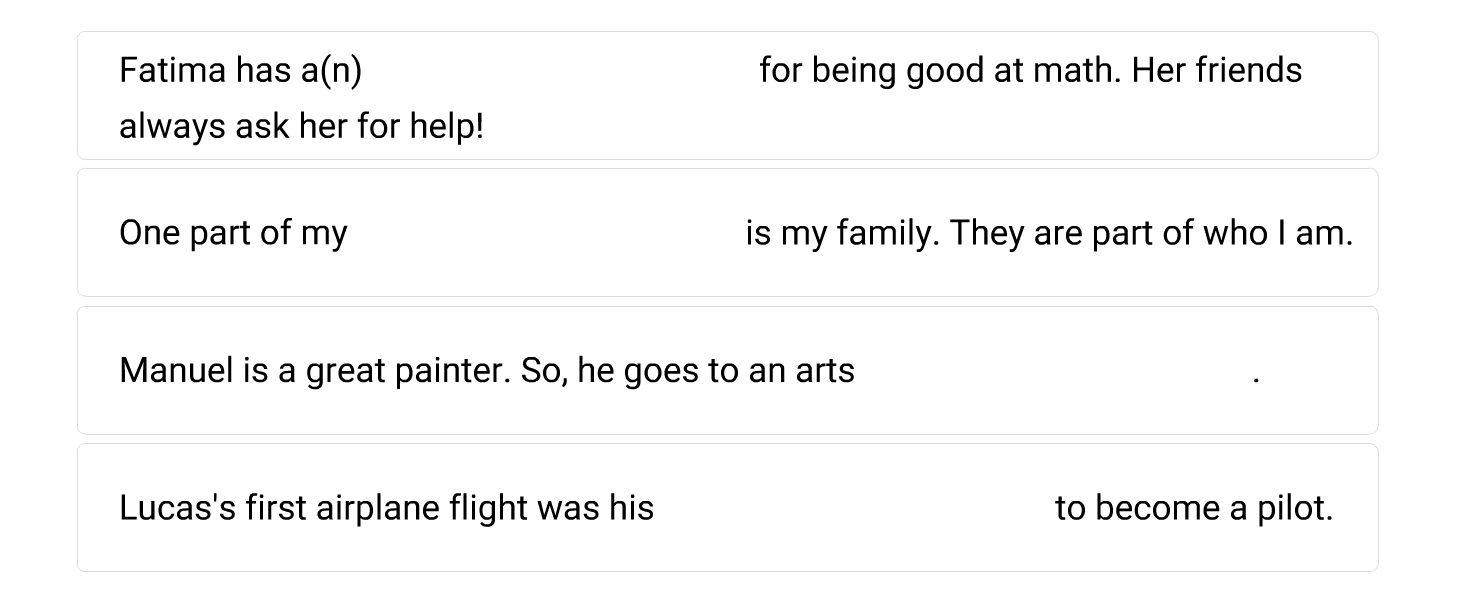 Fatima has a(n) for being good at math. Her friends
always ask her for help!
One part of my is my family. They are part of who I am.
Manuel is a great painter. So, he goes to an arts .
Lucas's first airplane flight was his to become a pilot.